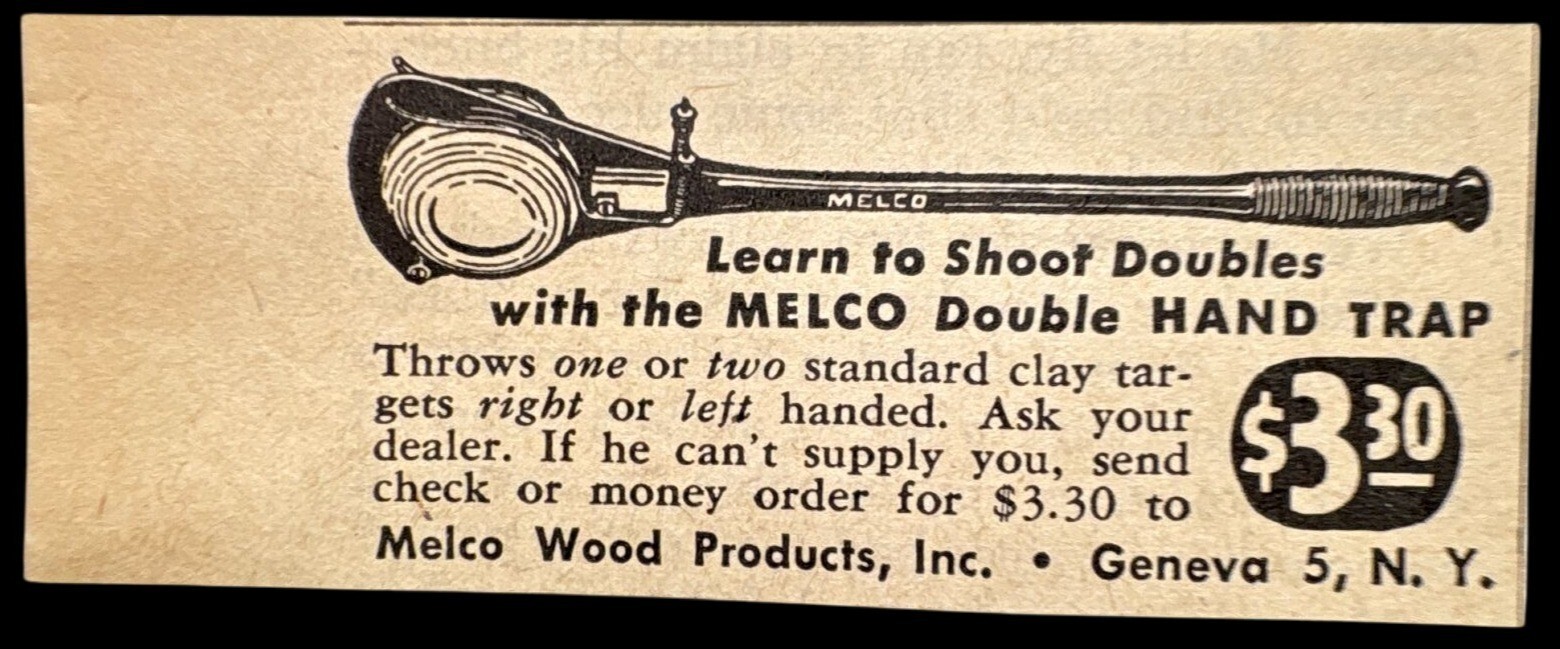 MELCO
Learn to Shoot Doubles
with the MELCO Double HAND TRAP
Throws one or two standard clay tar-
gets right or left handed. Ask your
dealer. If he can't supply you, send
check or money order for $3.30 to
$3.30
Melco Wood Products, Inc. • Geneva 5, N. Y.